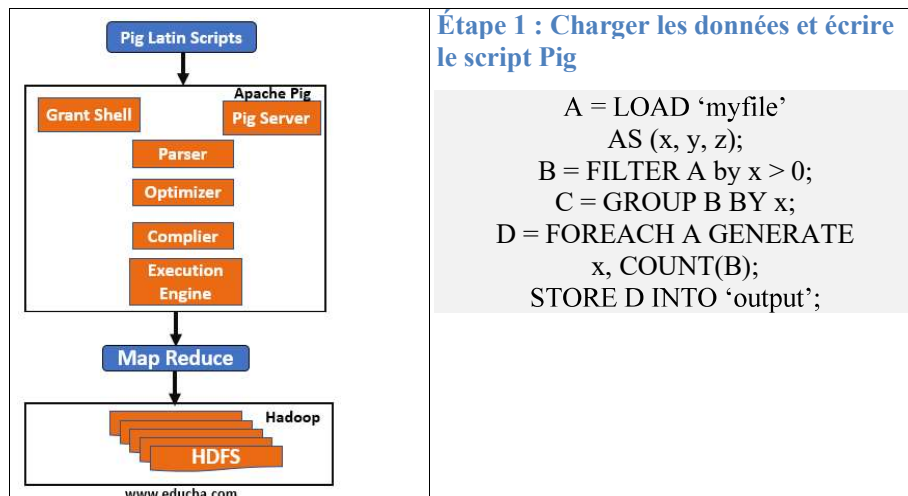 Pig Latin Scripts
Apache Pig
Grant Shell
Pig Server
Parser
Optimizer
Complier
Execution
Engine
Map Reduce
Hadoop
HDFS
www.educba.com
Étape 1 : Charger les données et écrire
le script Pig
A = LOAD ‘myfile’
AS (x, y, z);
B = FILTER A by x > 0;
C = GROUP B BY x;
D = FOREACH A GENERATE
x, COUNT(B);
STORE D INTO ‘output’;